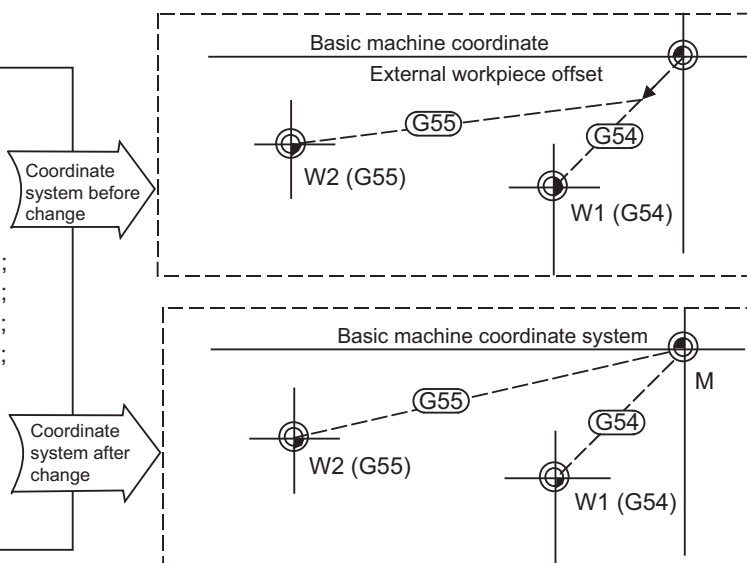 Basic machine coordinate
External workpiece offset
G55
G54
W2 (G55)
W1 (G54)
Coordinate
system before
change
;
;
;
;
Basic machine coordinate system
M
G55
G54
W2 (G55)
W1 (G54)
Coordinate
system after
change